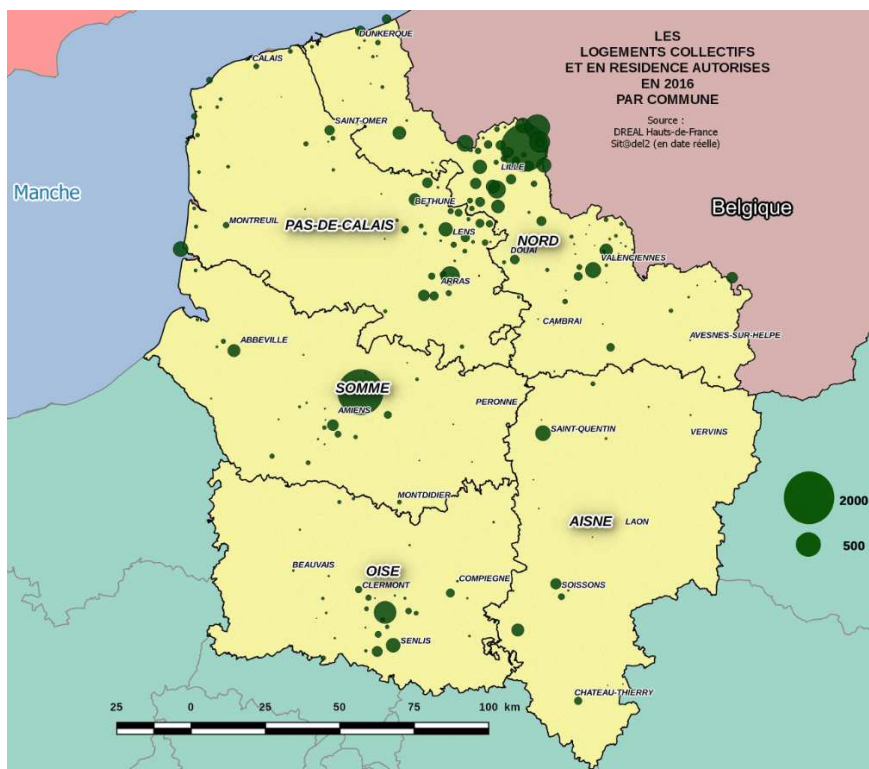 LES
LOGEMENTS COLLECTIFS
ET EN RESIDENCE AUTORISES
EN 2016
PAR COMMUNE
Source :
DREAL Hauts-de-France
Sit@del2 (en date réelle)
DUNKERQUE
CALAIS
SAINT-OMER
LILLE
Manche
BETHUNE
Belgique
MONTREUIL
PAS-DE-CALAIS
LENS
NORD
DOUAI
VALENCIENNES
ARRAS
CAMBRAI
AVESNES-SUR-HELPE
ABBEVILLE
SOMME
PERONNE
AMIENS
SAINT-QUENTIN
VERVINS
MONTDIDIER
2000
AISNE
LAON
500
BEAUVAIS
OISE
COMPIEGNE
CLERMONT
SOISSONS
SENLIS
CHATEAU-THIERRY
25 0 25 50 75 100 km